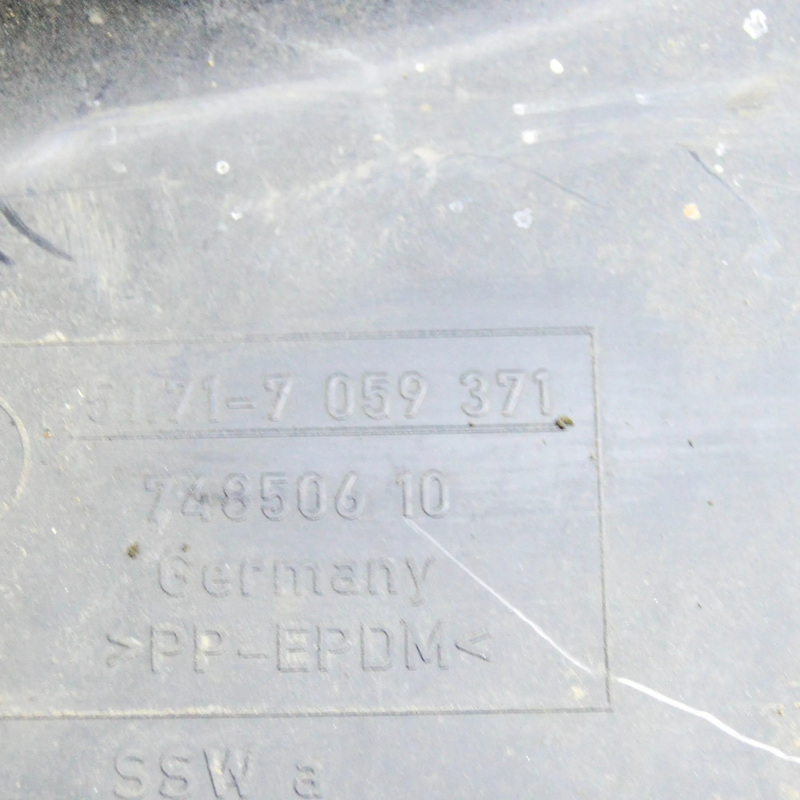 5171-7 059 371
748506 10
Germany
>PP-EPDM<
SSW a